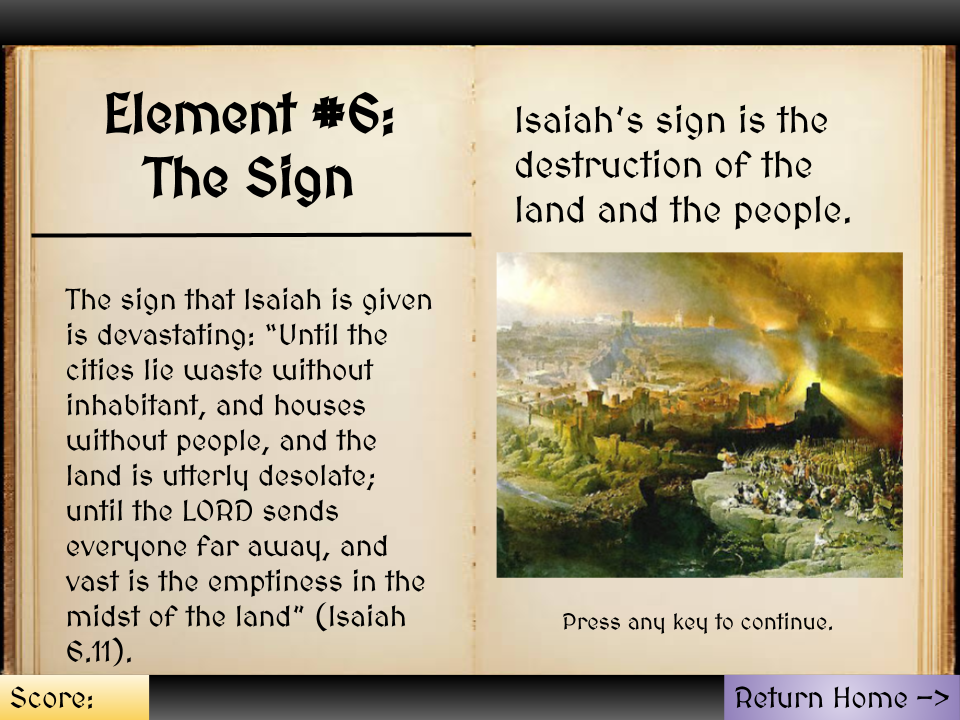 Element #6:
The Sign
The sign that Isaiah is given
is devastating: “Until the
cities lie waste without
inhabitant, and houses
without people, and the
land is utterly desolate;
until the LORD sends
everyone far away, and
vast is the emptiness in the
midst of the land” (Isaiah
6.11).
Isaiah’s sign is the
destruction of the
land and the people.
Press any key to continue.
Score:
Return Home –>